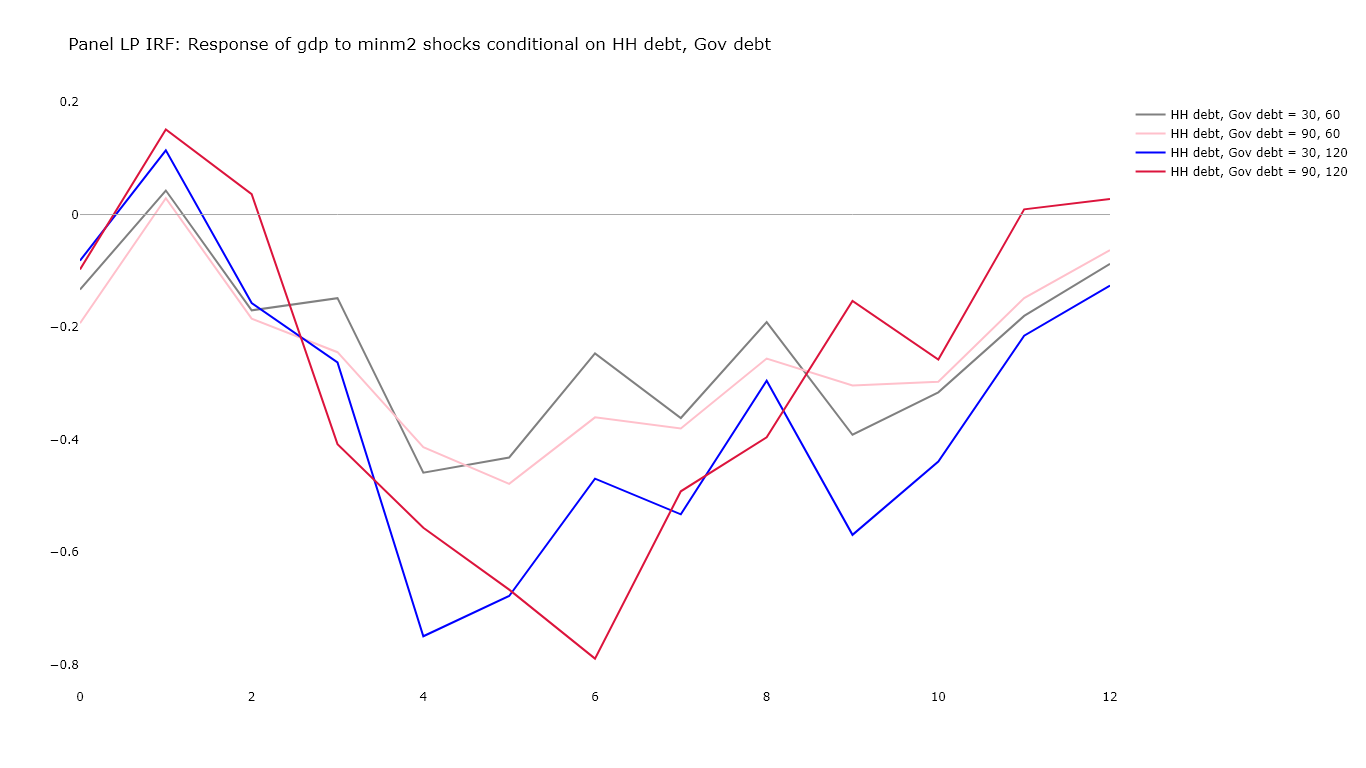 Panel LP IRF: Response of gdp to minm2 shocks conditional on HH debt, Gov debt
0.2
0
−0.2
−0.4
−0.6
−0.8
0 2 4 6 8 10 12
HH debt, Gov debt = 30, 60
HH debt, Gov debt = 90, 60
HH debt, Gov debt = 30, 120
HH debt, Gov debt = 90, 120